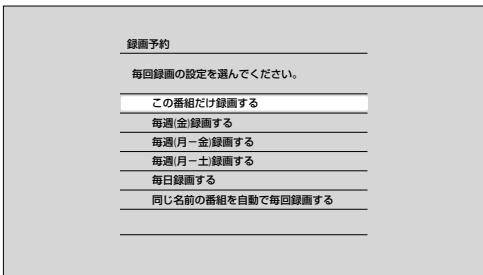 録画予約
毎回録画の設定を選んでください。
この番組だけ録画する
毎週(金)録画する
毎週(月－金)録画する
毎週(月－土)録画する
毎日録画する
同じ名前の番組を自動で毎回録画する